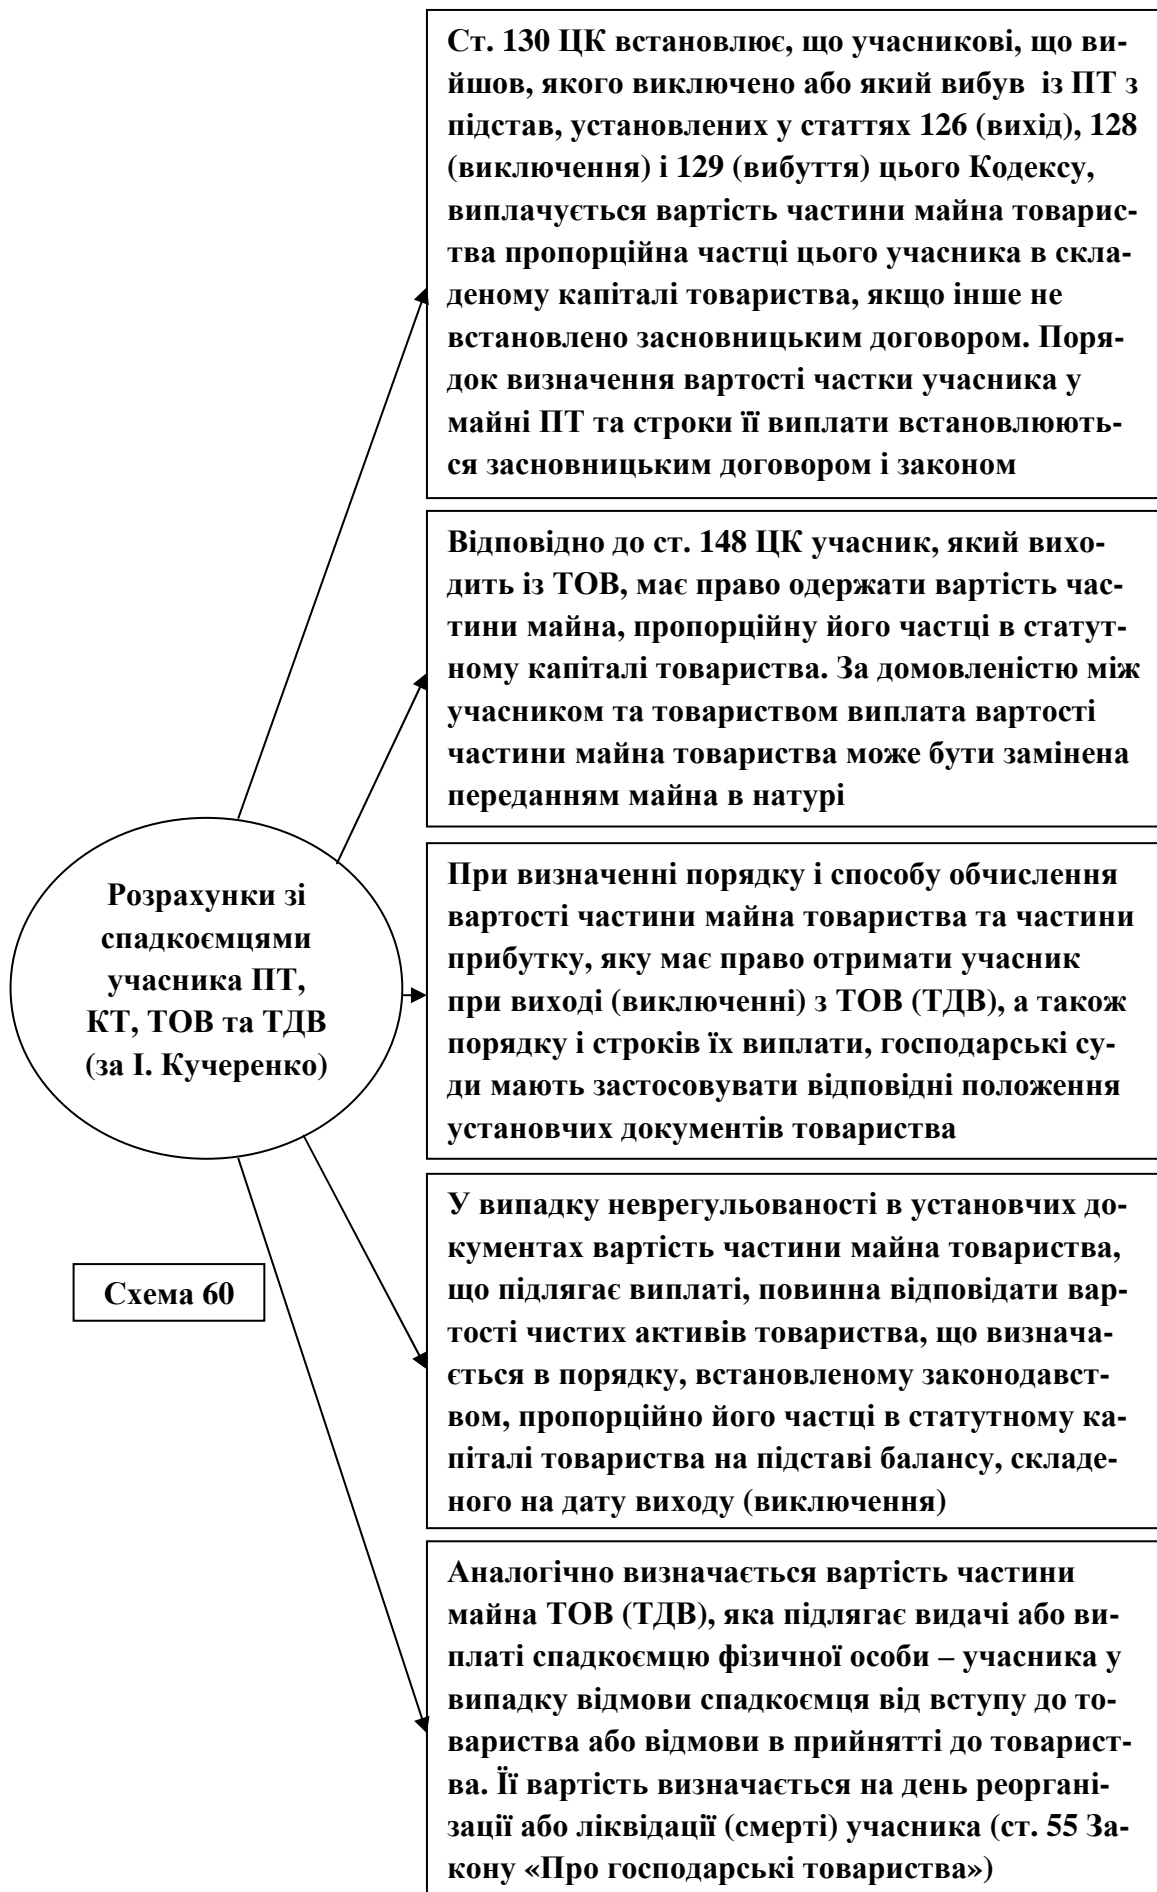 Ст. 130 ЦК встановлює, що учасникові, що ви-
йшов, якого виключено або який вибув із ПТ з
підстав, установлених у статтях 126 (вихід), 128
(виключення) і 129 (вибуття) цього Кодексу,
виплачується вартість частини майна товарис-
тва пропорційна частці цього учасника в скла-
деному капіталі товариства, якщо інше не
встановлено засновницьким договором. Поря-
док визначення вартості частки учасника у
майні ПТ та строки її виплати встановлюють-
ся засновницьким договором і законом
Відповідно до ст. 148 ЦК учасник, який вихо-
дить із ТОВ, має право одержати вартість час-
тини майна, пропорційну його частці в статут-
ному капіталі товариства. За домовленістю між
учасником та товариством виплата вартості
частини майна товариства може бути замінена
переданням майна в натурі
Розрахунки зі
спадкоємцями
учасника ПТ,
КТ, ТОВ та ТДВ
(за І. Кучеренко)
При визначенні порядку і способу обчислення
вартості частини майна товариства та частини
прибутку, яку має право отримати учасник
при виході (виключенні) з ТОВ (ТДВ), а також
порядку і строків їх виплати, господарські су-
ди мають застосовувати відповідні положення
установчих документів товариства
У випадку неврегульованості в установчих до-
кументах вартість частини майна товариства,
що підлягає виплаті, повинна відповідати вар-
тості чистих активів товариства, що визнача-
ється в порядку, встановленому законодавст-
вом, пропорційно його частці в статутному ка-
піталі товариства на підставі балансу, складе-
ного на дату виходу (виключення)
Схема 60
Аналогічно визначається вартість частини
майна ТОВ (ТДВ), яка підлягає видачі або ви-
платі спадкоємцю фізичної особи – учасника у
випадку відмови спадкоємця від вступу до то-
вариства або відмови в прийнятті до товарист-
ва. Її вартість визначається на день реоргані-
зації або ліквідації (смерті) учасника (ст. 55 За-
кону «Про господарські товариства»)